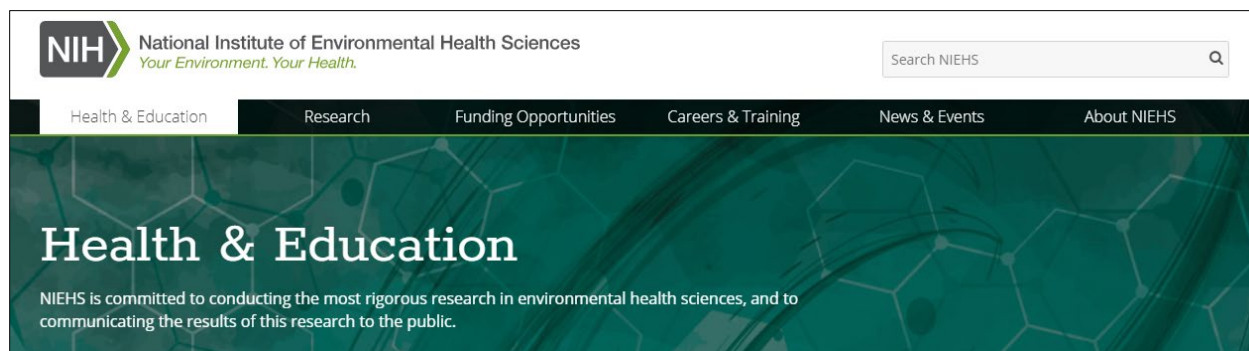 NIH
National Institute of Environmental Health Sciences
Your Environment. Your Health.
Search NIEHS
Health & Education
Research
Funding Opportunities
Careers & Training
News & Events
About NIEHS
Health & Education
NIEHS is committed to conducting the most rigorous research in environmental health sciences, and to
communicating the results of this research to the public.